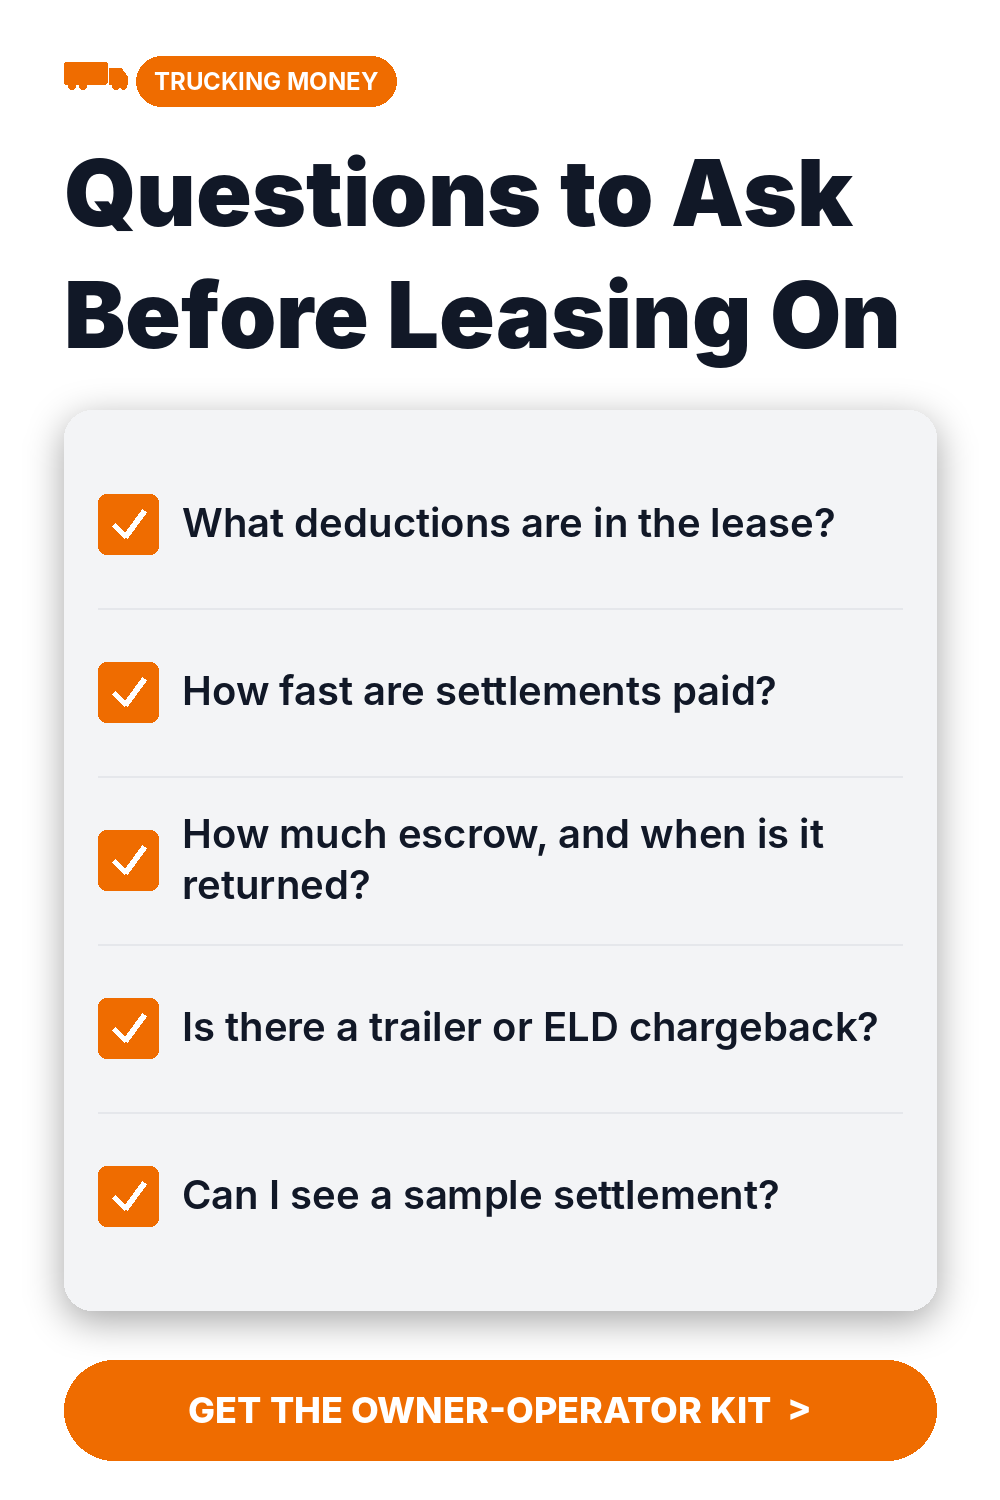 TRUCKING MONEY
Questions to Ask
Before Leasing On
What deductions are in the lease?
How fast are settlements paid?
How much escrow, and when is it
returned?
Is there a trailer or ELD chargeback?
Can I see a sample settlement?
GET THE OWNER-OPERATOR KIT >